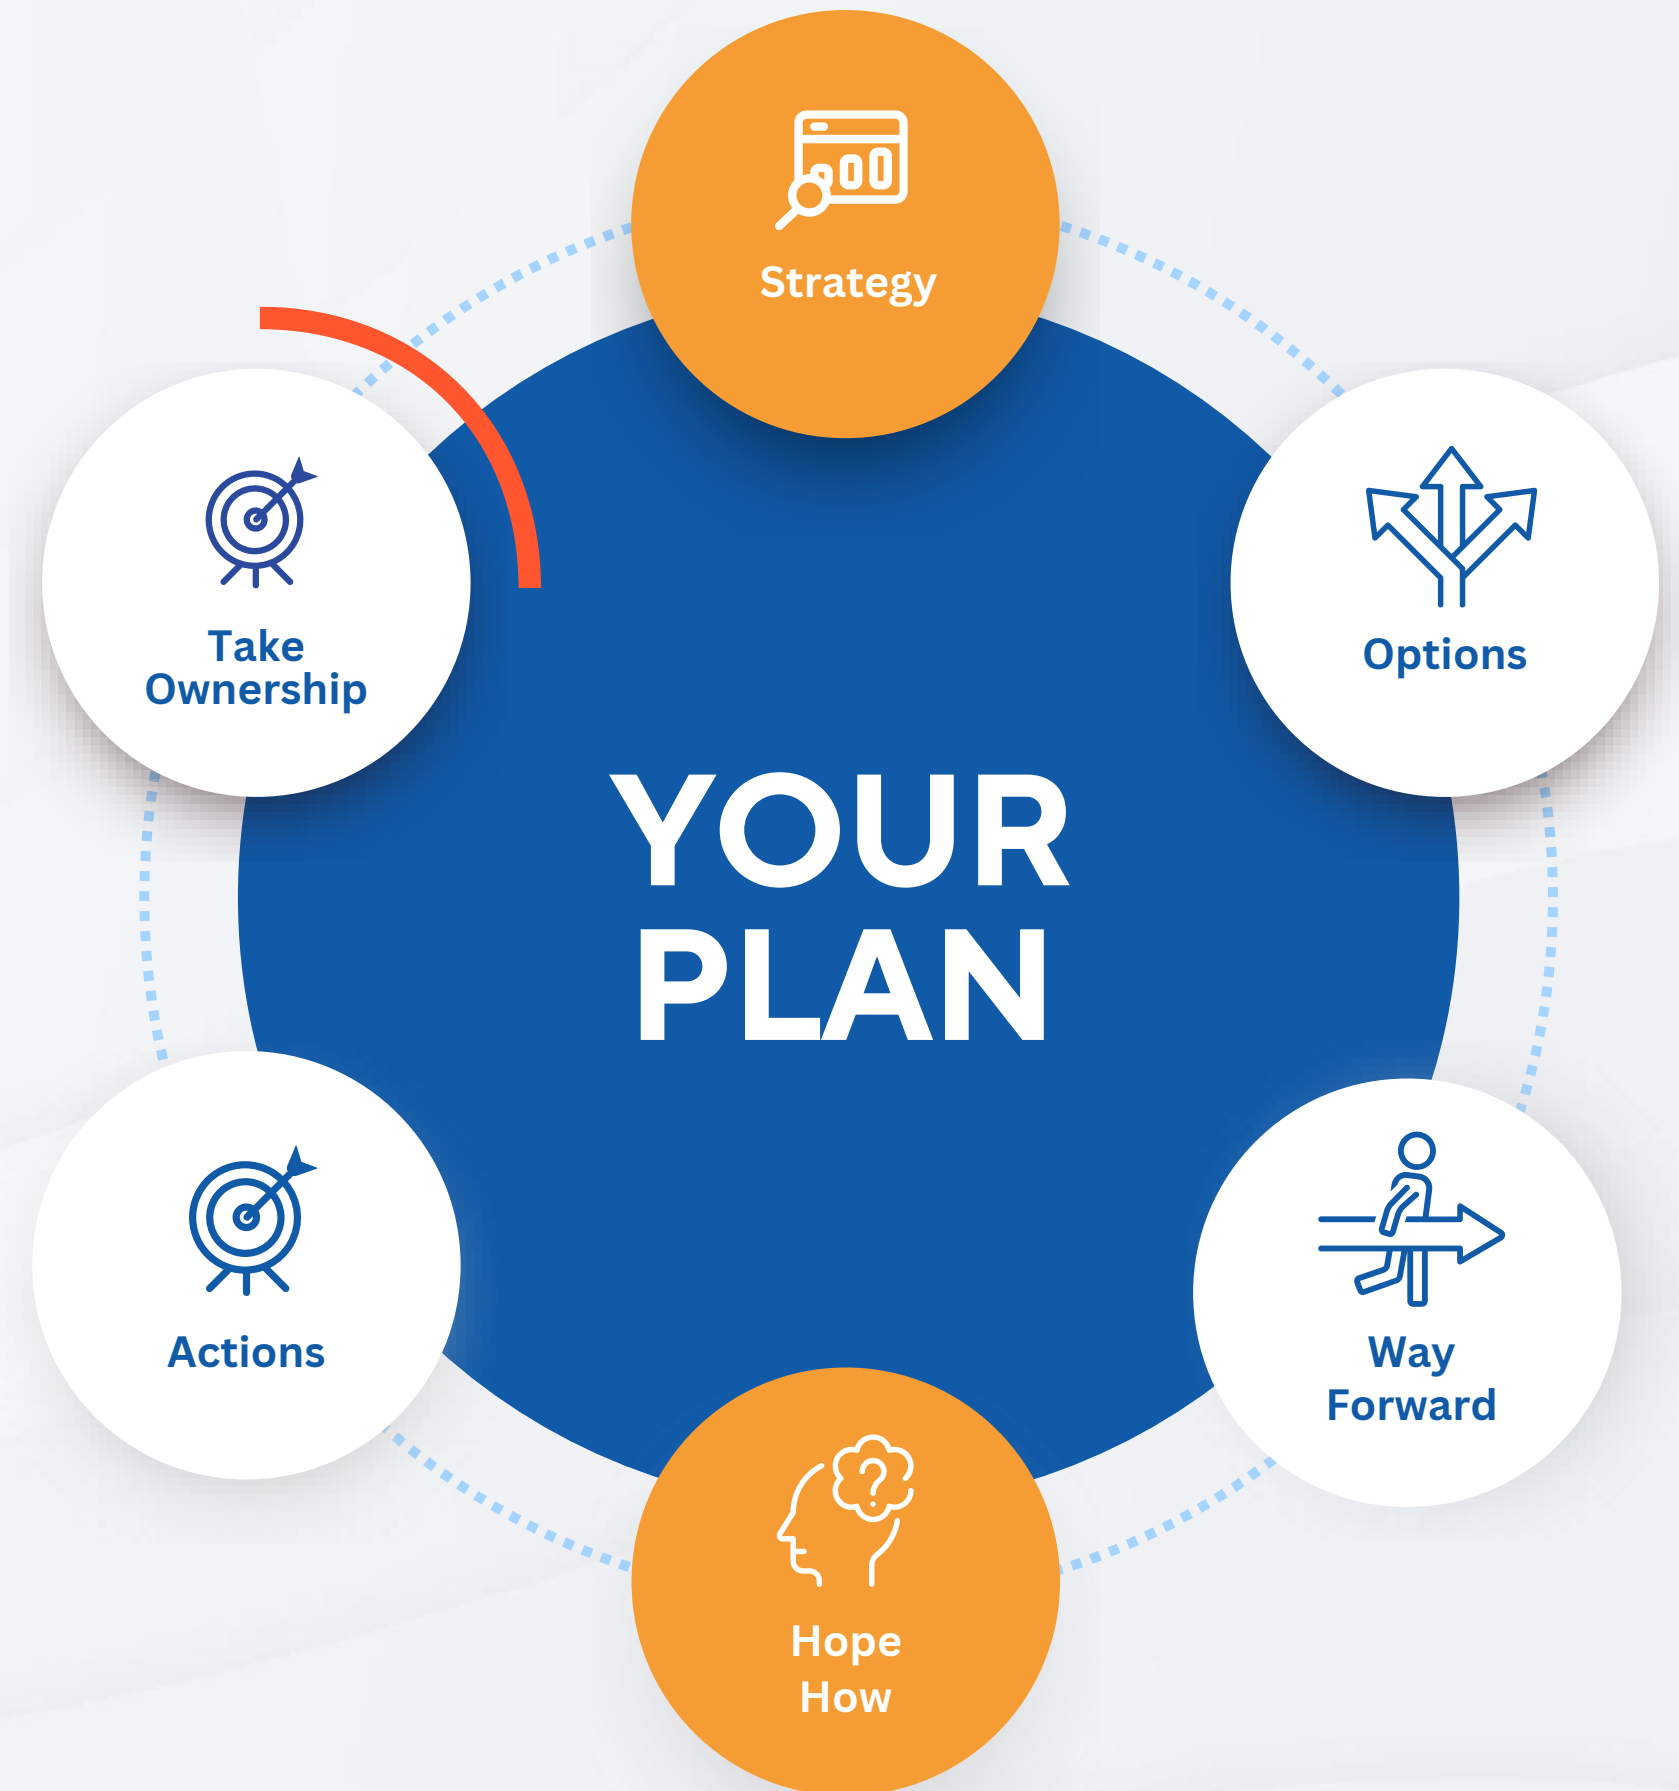 Strategy
Options
Take
Ownership
YOUR
PLAN
Way
Forward
Actions
Hope
How